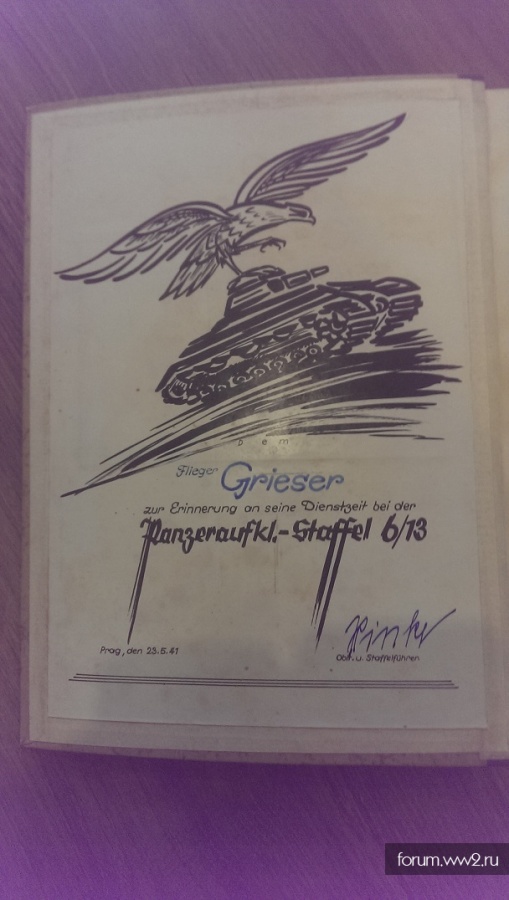 Dem
Flieger Grieser
zur Erinnerung an seine Dienstzeit bei der
Panzeraufkl.-Staffel 6/13
Prag, den 23.5.41
Oblt. u. Staffelführer.
forum.ww2.ru